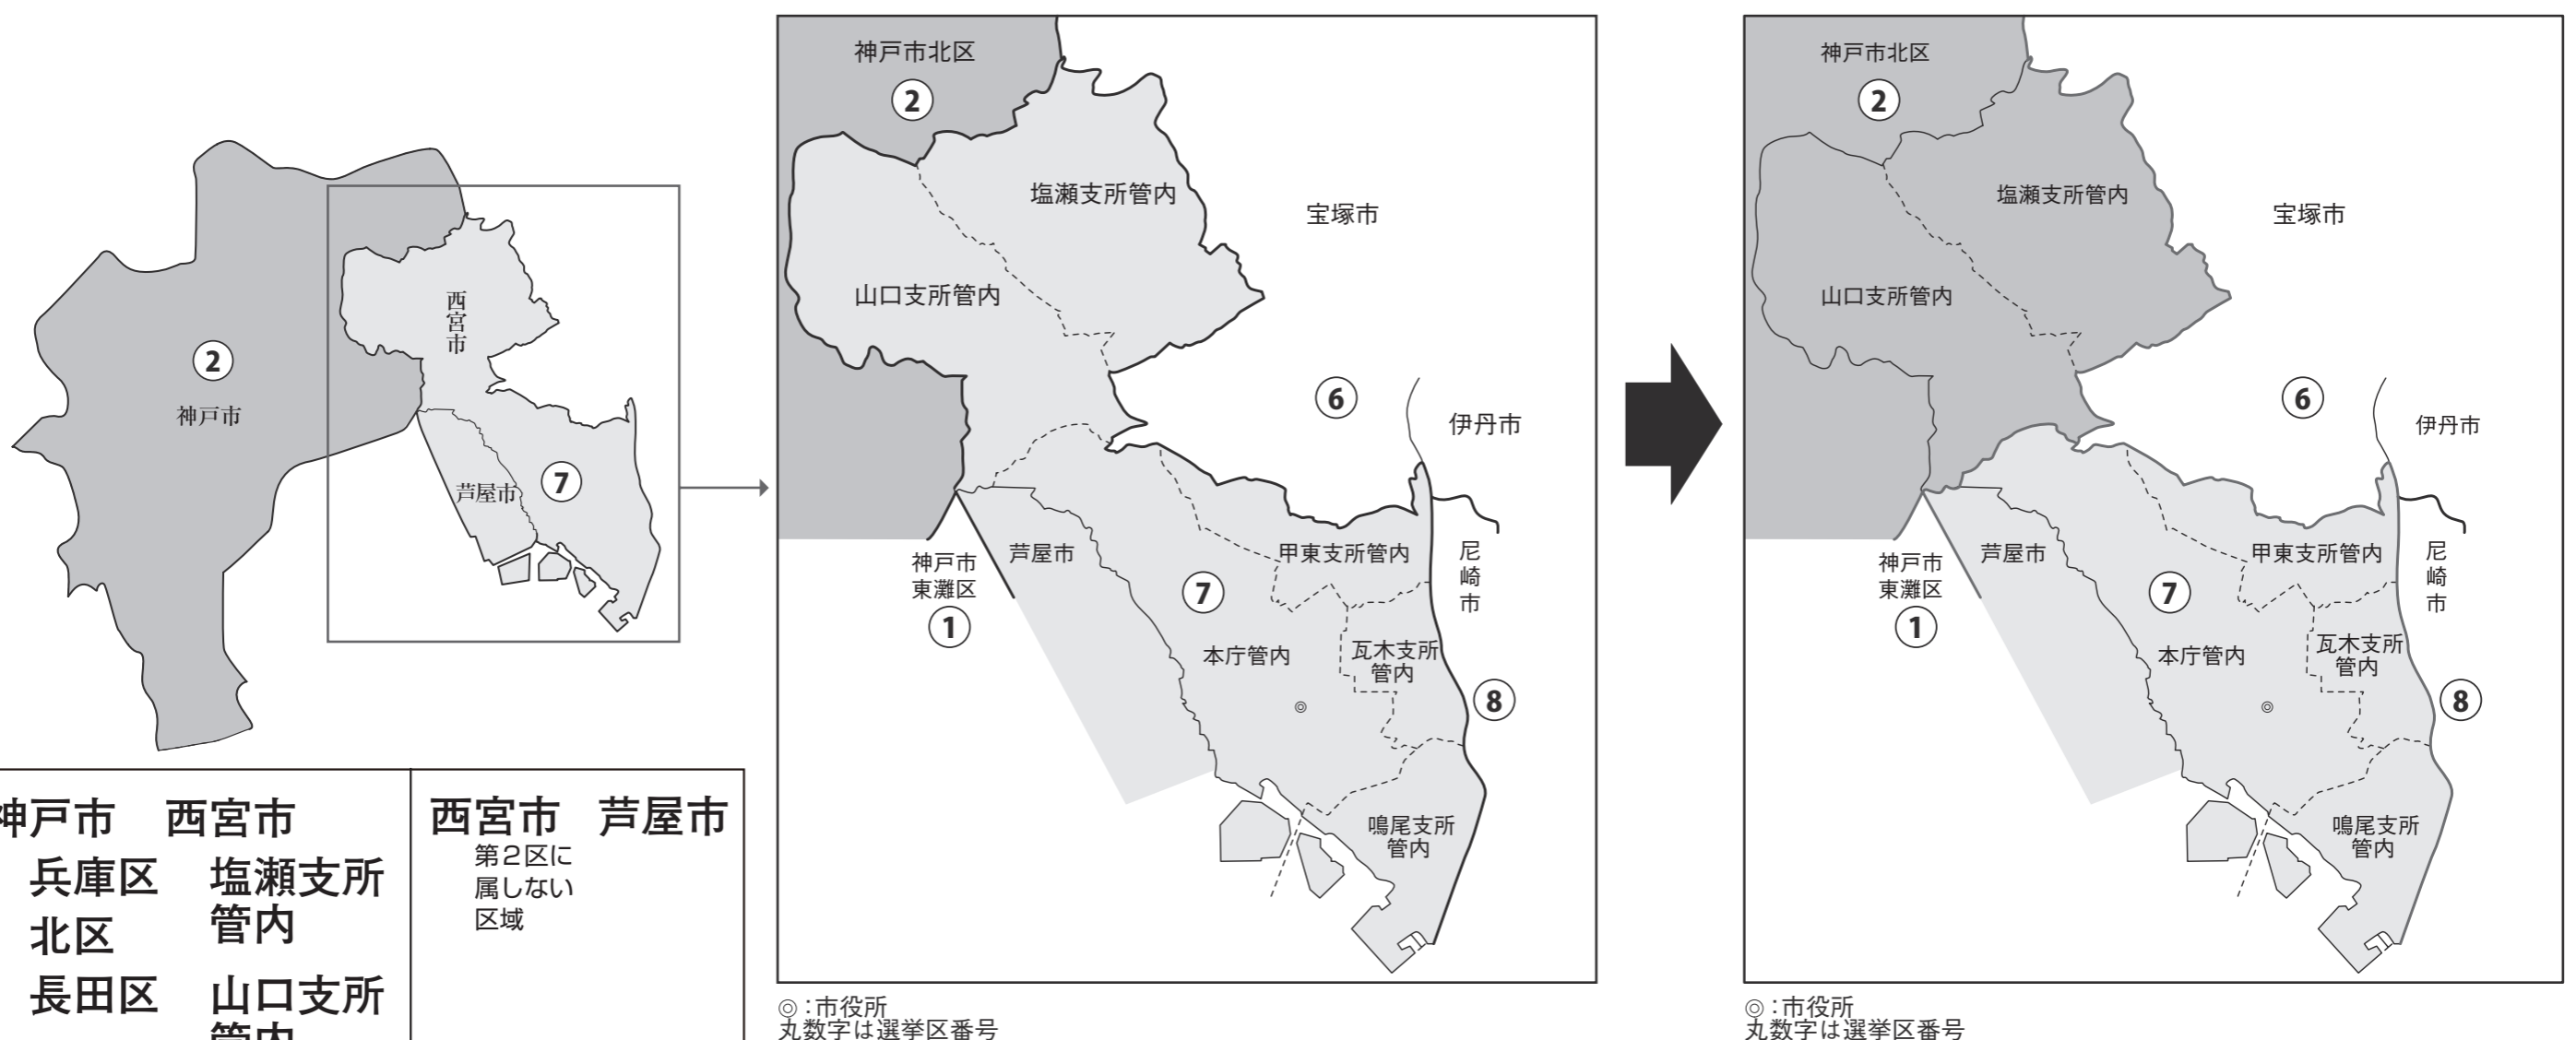 西宮市
②
神戸市
芦屋市
⑦
神戸市 西宮市
兵庫区
北区
長田区
塩瀬支所
管内
山口支所
管内
西宮市 芦屋市
第２区に
属しない
区域
神戸市北区
②
塩瀬支所管内
宝塚市
山口支所管内
⑥
伊丹市
神戸市
東灘区
①
芦屋市
⑦
甲東支所管内
尼崎市
本庁管内
◎
瓦木支所
管内
⑧
鳴尾支所
管内
◎：市役所
丸数字は選挙区番号
神戸市北区
②
塩瀬支所管内
宝塚市
山口支所管内
⑥
伊丹市
神戸市
東灘区
①
芦屋市
⑦
甲東支所管内
尼崎市
本庁管内
◎
瓦木支所
管内
⑧
鳴尾支所
管内
◎：市役所
丸数字は選挙区番号